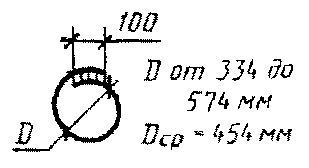 100
D от 334 до
574 мм
Dср = 454 мм
D